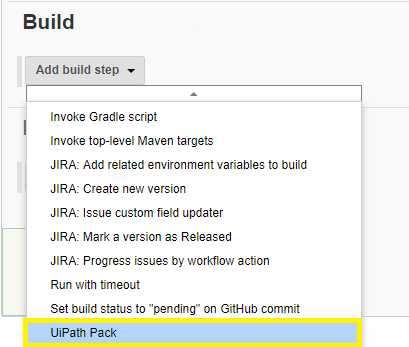 Build
Add build step
Invoke Gradle script
Invoke top-level Maven targets
JIRA: Add related environment variables to build
JIRA: Create new version
JIRA: Issue custom field updater
JIRA: Mark a version as Released
JIRA: Progress issues by workflow action
Run with timeout
Set build status to "pending" on GitHub commit
UiPath Pack